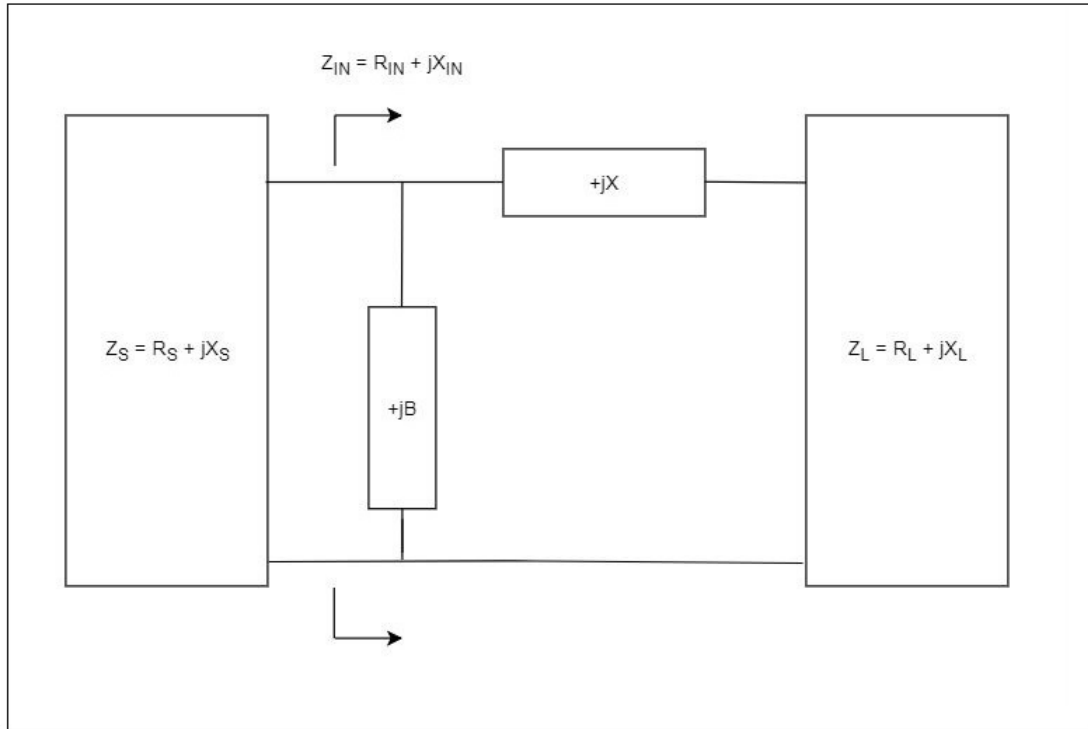 Z_IN = R_IN + jX_IN
+jX
Z_S = R_S + jX_S
Z_L = R_L + jX_L
+jB